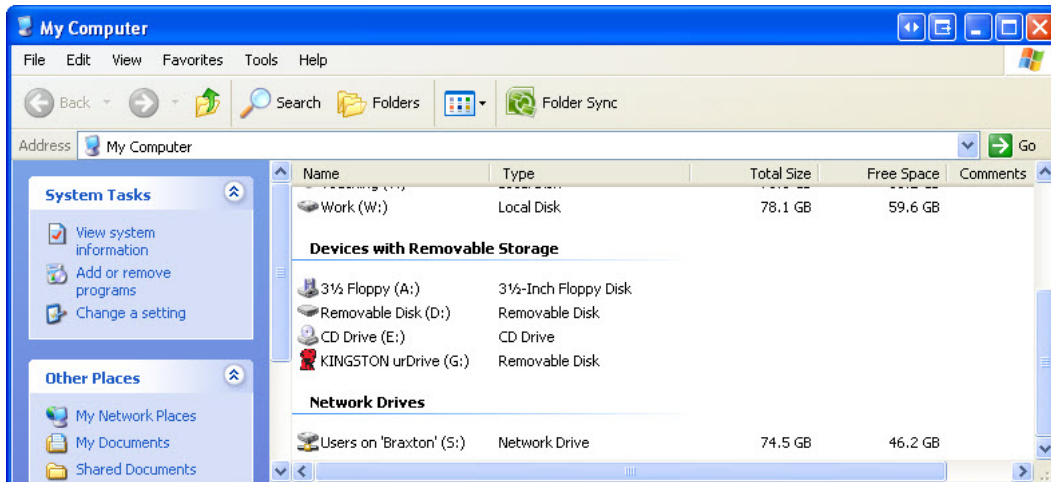 My Computer
File Edit View Favorites Tools Help
Back Search Folders Folder Sync
Address My Computer Go
System Tasks
View system
information
Add or remove
programs
Change a setting
Other Places
My Network Places
My Documents
Shared Documents
Name Type Total Size Free Space Comments
Work (W:) Local Disk 78.1 GB 59.6 GB
Devices with Removable Storage
3½ Floppy (A:) 3½-Inch Floppy Disk
Removable Disk (D:) Removable Disk
CD Drive (E:) CD Drive
KINGSTON urDrive (G:) Removable Disk
Network Drives
Users on 'Braxton' (S:) Network Drive 74.5 GB 46.2 GB